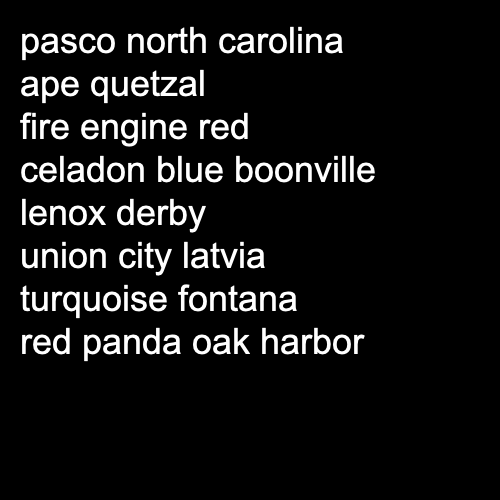 pasco north carolina
ape quetzal
fire engine red
celadon blue boonville
lenox derby
union city latvia
turquoise fontana
red panda oak harbor